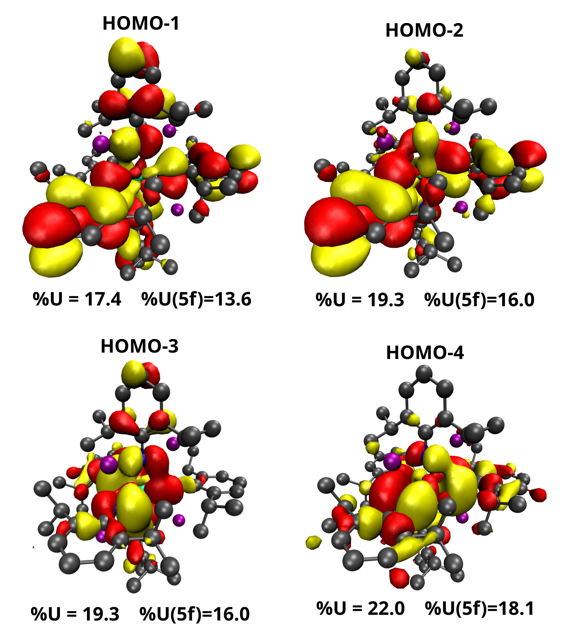 HOMO-1
HOMO-2
%U = 17.4 %U(5f)=13.6
%U = 19.3 %U(5f)=16.0
HOMO-3
HOMO-4
%U = 19.3 %U(5f)=16.0
%U = 22.0 %U(5f)=18.1